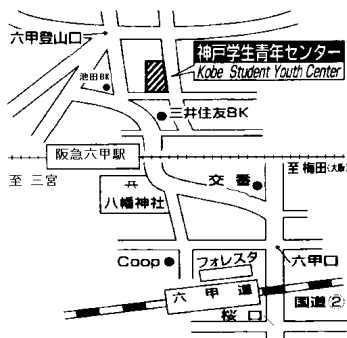 六甲登山口
神戸学生青年センター
Kobe Student Youth Center
池田BK
三井住友BK
阪急六甲駅
至 三宮
至 梅田(大阪)
八幡神社
交番
Coop
フォレスタ
六甲口
六甲道
国道②
桜口